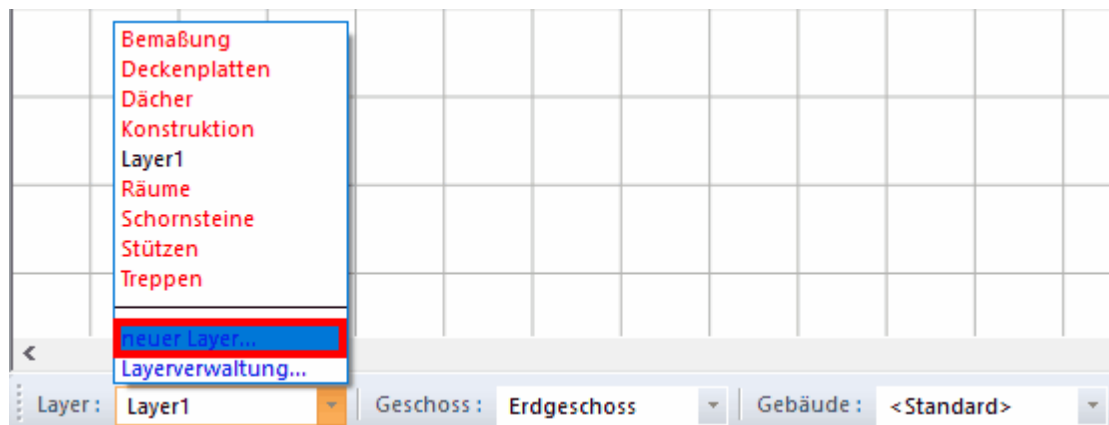 Bemaßung
Deckenplatten
Dächer
Konstruktion
Layer1
Räume
Schornsteine
Stützen
Treppen
neuer Layer...
Layerverwaltung...
Layer: Layer1 Geschoss: Erdgeschoss Gebäude: <Standard>